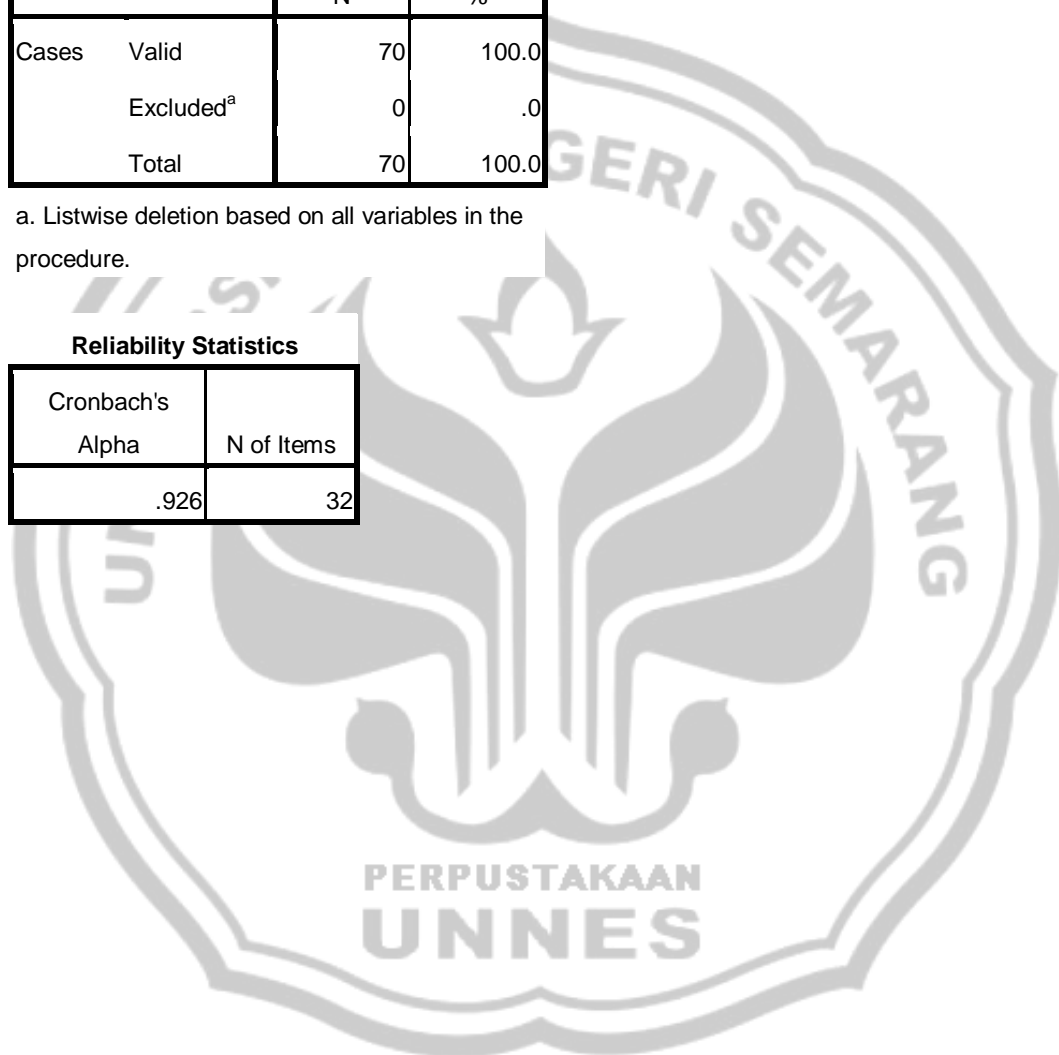 N %
Cases Valid 70 100.0
Excludedᵃ 0 .0
Total 70 100.0
a. Listwise deletion based on all variables in the
procedure.
Reliability Statistics
Cronbach's
Alpha N of Items
.926 32
GERI SEMARANG
PERPUSTAKAAN
UNNES